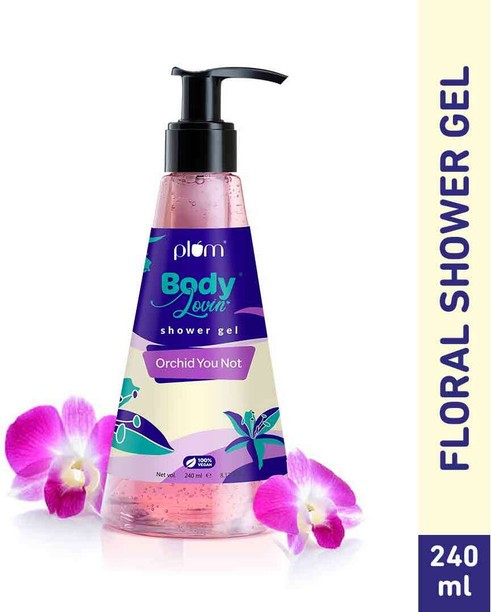 plum®
Body
Lovin'®
shower gel
Orchid You Not
100%
VEGAN
Net vol. 240 ml ℮
FLORAL SHOWER GEL
240
ml